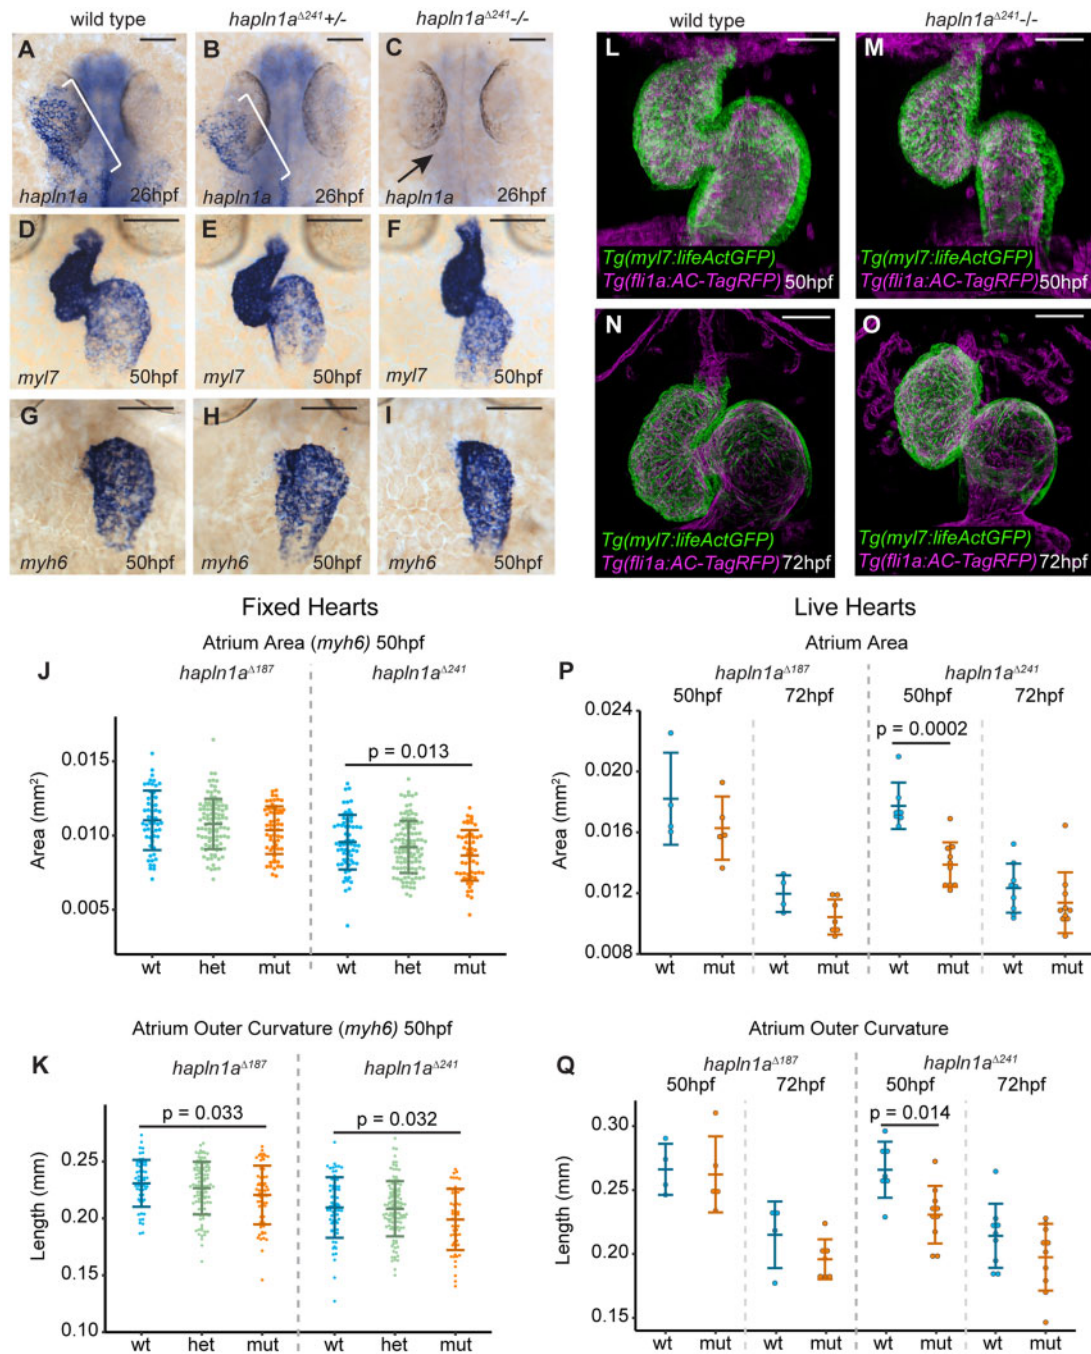 wild type hapln1aΔ241+/- hapln1aΔ241-/- wild type hapln1aΔ241-/-
A B C
hapln1a 26hpf hapln1a 26hpf hapln1a 26hpf
D E F
myl7 50hpf myl7 50hpf myl7 50hpf
G H I
myh6 50hpf myh6 50hpf myh6 50hpf
L M
Tg(myl7:lifeActGFP) Tg(myl7:lifeActGFP)
Tg(fli1a:AC-TagRFP) 50hpf Tg(fli1a:AC-TagRFP) 50hpf
N O
Tg(myl7:lifeActGFP) Tg(myl7:lifeActGFP)
Tg(fli1a:AC-TagRFP) 72hpf Tg(fli1a:AC-TagRFP) 72hpf
Fixed Hearts
Atrium Area (myh6) 50hpf
J hapln1aΔ187 hapln1aΔ241
p = 0.013
Area (mm²)
0.015
0.010
0.005
wt het mut wt het mut
Atrium Outer Curvature (myh6) 50hpf
K hapln1aΔ187 hapln1aΔ241
p = 0.033 p = 0.032
Length (mm)
0.25
0.20
0.15
0.10
wt het mut wt het mut
Live Hearts
Atrium Area
P hapln1aΔ187 hapln1aΔ241
50hpf 72hpf 50hpf 72hpf
p = 0.0002
Area (mm²)
0.024
0.020
0.016
0.012
0.008
wt mut wt mut wt mut wt mut
Atrium Outer Curvature
Q hapln1aΔ187 hapln1aΔ241
50hpf 72hpf 50hpf 72hpf
p = 0.014
Length (mm)
0.30
0.25
0.20
0.15
wt mut wt mut wt mut wt mut